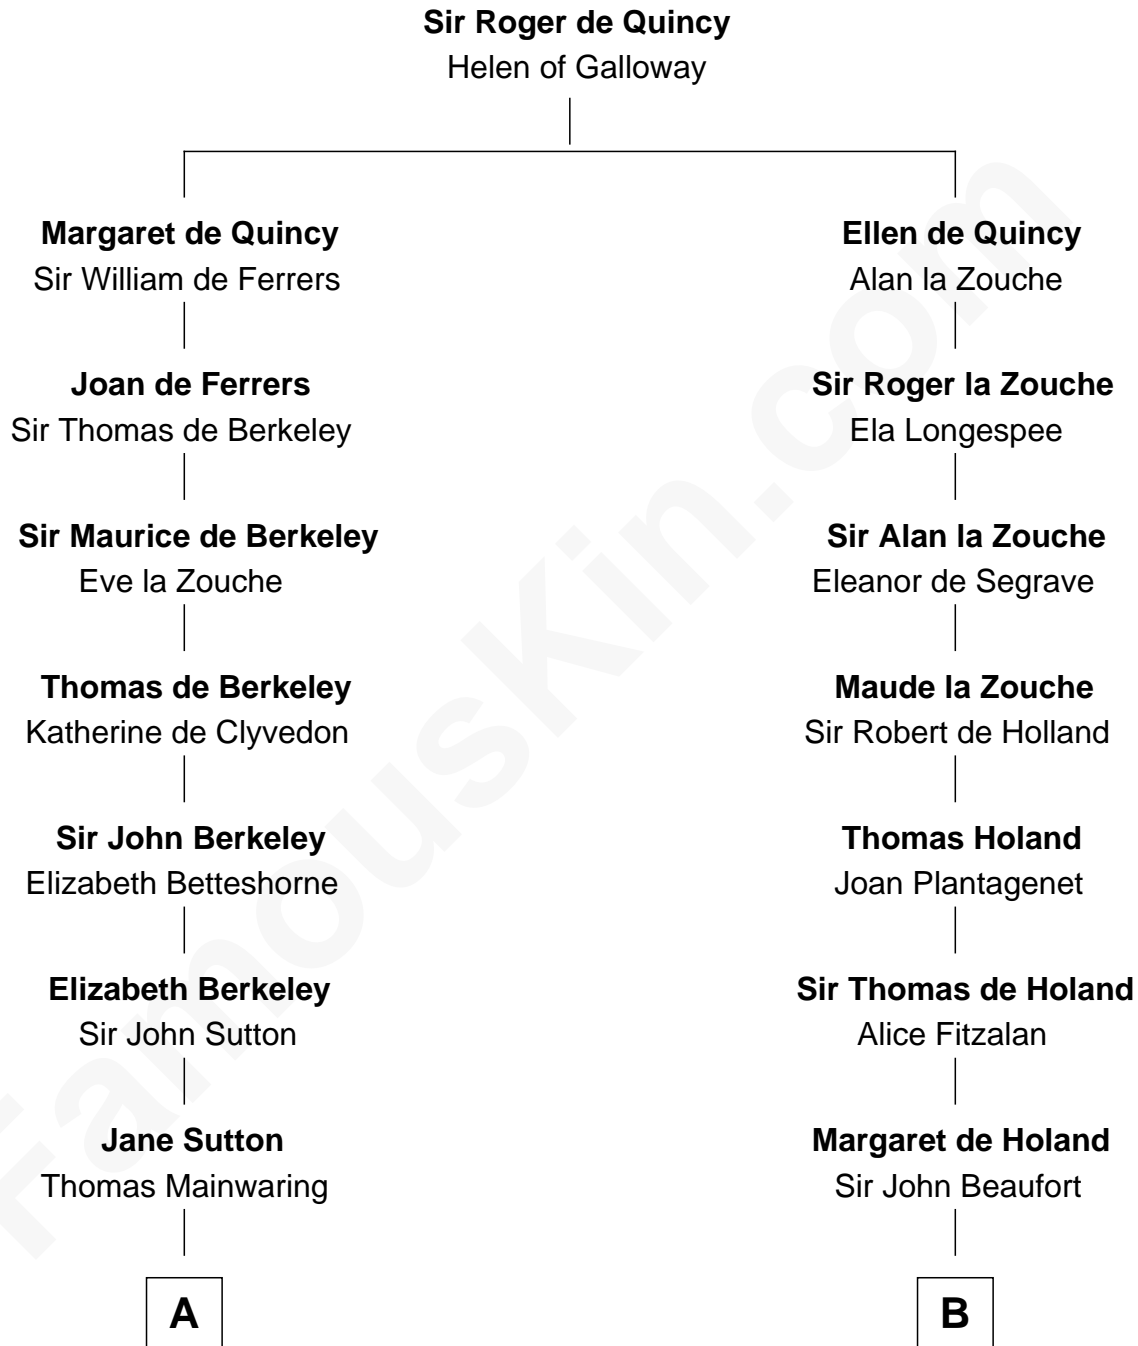 Sir Roger de Quincy
Helen of Galloway
Margaret de Quincy
Sir William de Ferrers
Ellen de Quincy
Alan la Zouche
Joan de Ferrers
Sir Thomas de Berkeley
Sir Roger la Zouche
Ela Longespee
Sir Maurice de Berkeley
Eve la Zouche
Sir Alan la Zouche
Eleanor de Segrave
Thomas de Berkeley
Katherine de Clyvedon
Maude la Zouche
Sir Robert de Holland
Sir John Berkeley
Elizabeth Betteshorne
Thomas Holand
Joan Plantagenet
Elizabeth Berkeley
Sir John Sutton
Sir Thomas de Holand
Alice Fitzalan
Jane Sutton
Thomas Mainwaring
Margaret de Holand
Sir John Beaufort
A
B
FamousKin.com